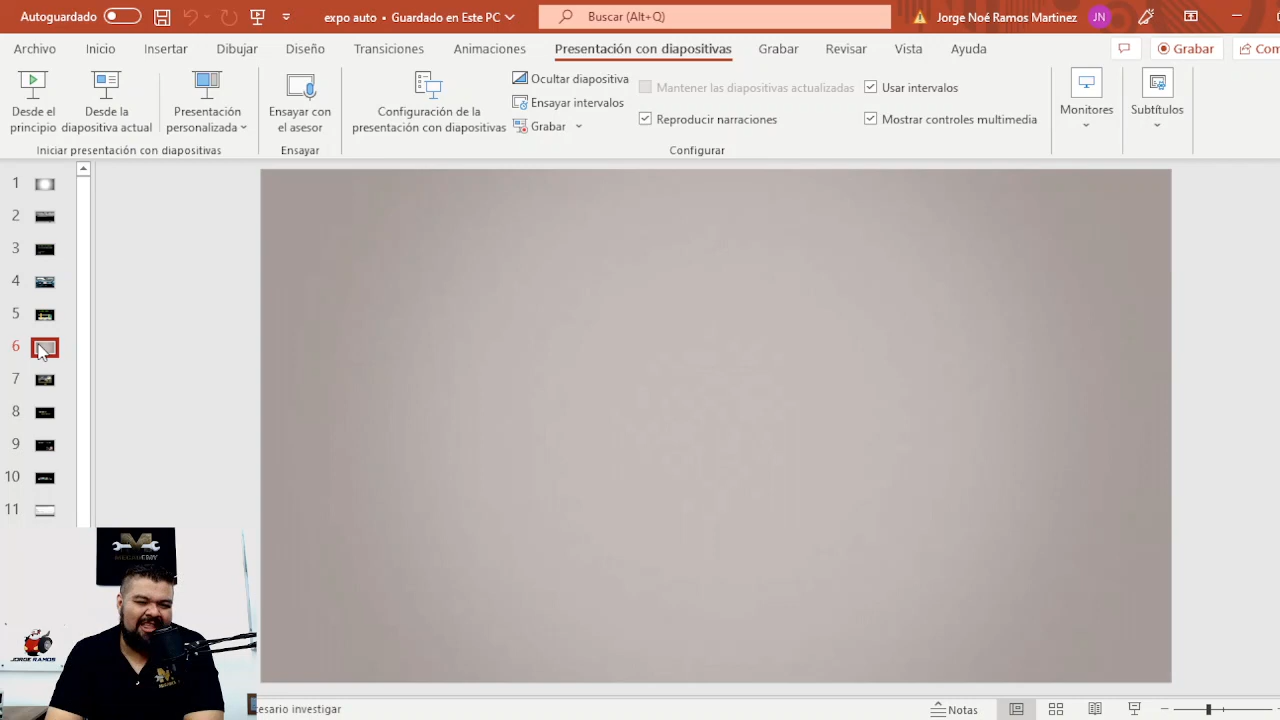 Autoguardado
expo auto • Guardado en Este PC
Buscar (Alt+Q)
Jorge Noé Ramos Martinez
JN
Archivo Inicio Insertar Dibujar Diseño Transiciones Animaciones Presentación con diapositivas Grabar Revisar Vista Ayuda
Grabar
Com
Desde el principio
Desde la diapositiva actual
Presentación personalizada
Iniciar presentación con diapositivas
Ensayar con el asesor
Ensayar
Configuración de la presentación con diapositivas
Ocultar diapositiva
Ensayar intervalos
Grabar
Mantener las diapositivas actualizadas
Reproducir narraciones
Usar intervalos
Mostrar controles multimedia
Configurar
Monitores
Subtítulos
1
2
3
4
5
6
7
8
9
10
11
JORGE RAMOS
cesario investigar
Notas